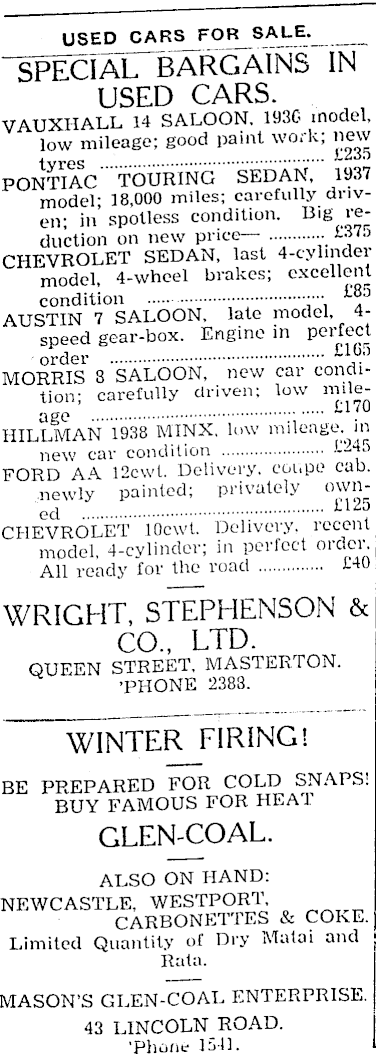 USED CARS FOR SALE.
SPECIAL BARGAINS IN
USED CARS.
VAUXHALL 14 SALOON, 1936 model,
low mileage; good paint work; new
tyres ........................................ £235
PONTIAC TOURING SEDAN, 1937
model; 18,000 miles; carefully driv-
en; in spotless condition. Big re-
duction on new price— ........... £375
CHEVROLET SEDAN, last 4-cylinder
model, 4-wheel brakes; excellent
condition ................................ £85
AUSTIN 7 SALOON, late model, 4-
speed gear-box. Engine in perfect
order ...................................... £165
MORRIS 8 SALOON, new car condi-
tion; carefully driven; low mile-
age .......................................... £170
HILLMAN 1938 MINX, low mileage, in
new car condition .................... £245
FORD AA 12cwt. Delivery, coupe cab.
newly painted; privately own-
ed ............................................ £125
CHEVROLET 10cwt. Delivery, recent
model, 4-cylinder; in perfect order.
All ready for the road ............. £40
WRIGHT, STEPHENSON &
CO., LTD.
QUEEN STREET, MASTERTON.
'PHONE 2383.
WINTER FIRING!
BE PREPARED FOR COLD SNAPS!
BUY FAMOUS FOR HEAT
GLEN-COAL.
ALSO ON HAND:
NEWCASTLE, WESTPORT,
CARBONETTES & COKE.
Limited Quantity of Dry Matai and
Rata.
MASON'S GLEN-COAL ENTERPRISE.
43 LINCOLN ROAD.
'Phone 1541.